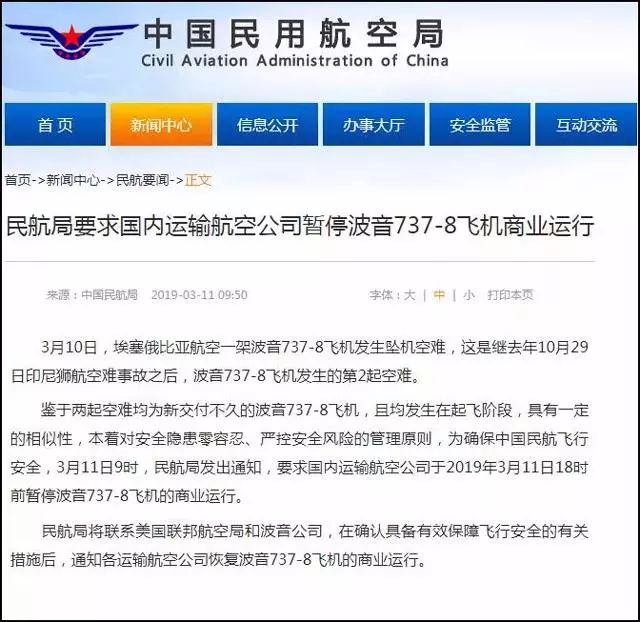 中国民用航空局
Civil Aviation Administration of China
首页 新闻中心 信息公开 办事大厅 安全监管 互动交流
首页->新闻中心->民航要闻->正文
民航局要求国内运输航空公司暂停波音737-8飞机商业运行
来源：中国民航局 2019-03-11 09:50 字体：大 | 中 | 小 打印本页
3月10日，埃塞俄比亚航空一架波音737-8飞机发生坠机空难，这是继去年10月29
日印尼狮航空难事故之后，波音737-8飞机发生的第2起空难。
鉴于两起空难均为新交付不久的波音737-8飞机，且均发生在起飞阶段，具有一定
的相似性，本着对安全隐患零容忍、严控安全风险的管理原则，为确保中国民航飞行
安全，3月11日9时，民航局发出通知，要求国内运输航空公司于2019年3月11日18时
前暂停波音737-8飞机的商业运行。
民航局将联系美国联邦航空局和波音公司，在确认具备有效保障飞行安全的有关
措施后，通知各运输航空公司恢复波音737-8飞机的商业运行。